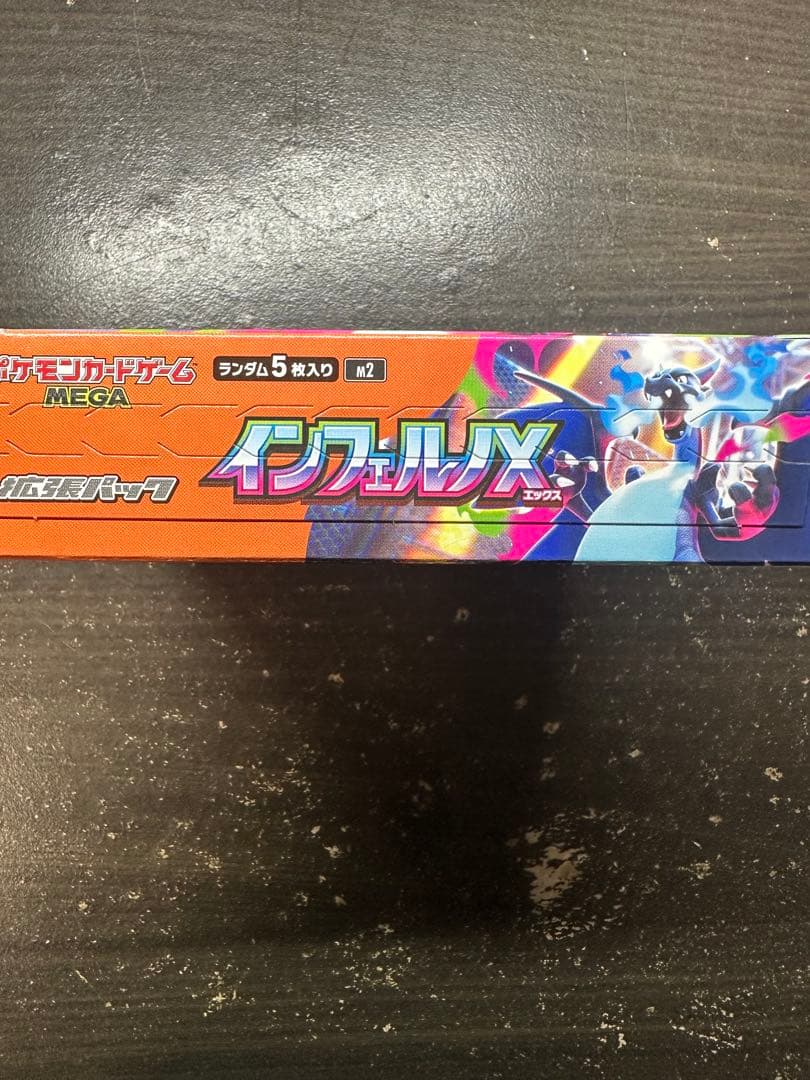 ポケモンカードゲーム
MEGA
ランダム5枚入り
M2
拡張パック
インフェルノX
エックス